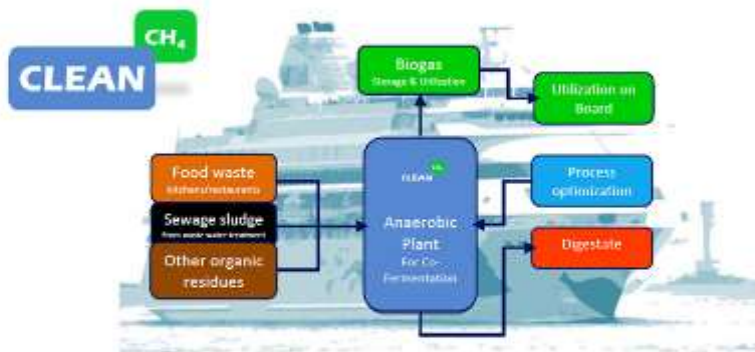 CH4
CLEAN
Biogas
Storage & Utilization
Utilization on
Board
Food waste
kitchens/restaurants
Sewage sludge
from waste water treatment
Other organic
residues
CLEAN CH4
Anaerobic
Plant
For Co-
Fermentation
Process
optimization
Digestate